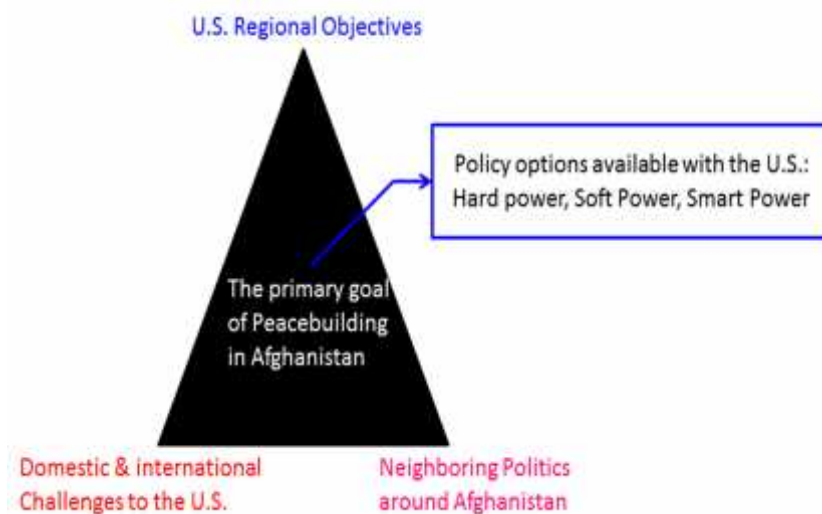 U.S. Regional Objectives
Policy options available with the U.S.:
Hard power, Soft Power, Smart Power
The primary goal
of Peacebuilding
in Afghanistan
Domestic & international
Challenges to the U.S.
Neighboring Politics
around Afghanistan